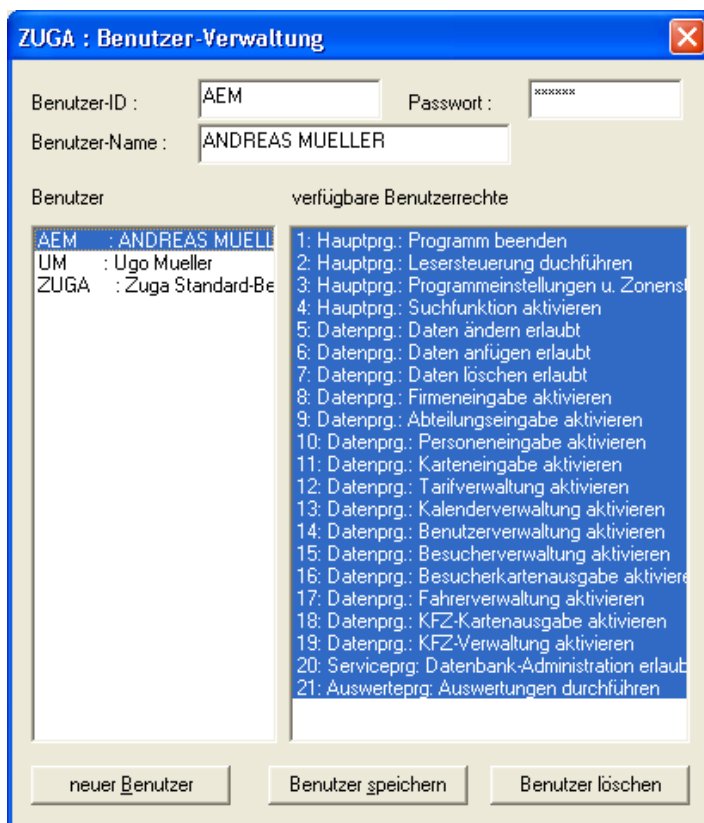 ZUGA : Benutzer-Verwaltung
Benutzer-ID : AEM Passwort : xxxxxx
Benutzer-Name : ANDREAS MUELLER
Benutzer verfügbare Benutzerrechte
AEM : ANDREAS MUELL
UM : Ugo Mueller
ZUGA : Zuga Standard-Be
1: Hauptprg.: Programm beenden
2: Hauptprg.: Lesersteuerung duchführen
3: Hauptprg.: Programmeinstellungen u. Zonenst
4: Hauptprg.: Suchfunktion aktivieren
5: Datenprg.: Daten ändern erlaubt
6: Datenprg.: Daten anfügen erlaubt
7: Datenprg.: Daten löschen erlaubt
8: Datenprg.: Firmeneingabe aktivieren
9: Datenprg.: Abteilungseingabe aktivieren
10: Datenprg.: Personeneingabe aktivieren
11: Datenprg.: Karteneingabe aktivieren
12: Datenprg.: Tarifverwaltung aktivieren
13: Datenprg.: Kalenderverwaltung aktivieren
14: Datenprg.: Benutzerverwaltung aktivieren
15: Datenprg.: Besucherverwaltung aktivieren
16: Datenprg.: Besucherkartenausgabe aktiviere
17: Datenprg.: Fahrerverwaltung aktivieren
18: Datenprg.: KFZ-Kartenausgabe aktivieren
19: Datenprg.: KFZ-Verwaltung aktivieren
20: Serviceprg: Datenbank-Administration erlaub
21: Auswerteprg: Auswertungen durchführen
neuer Benutzer Benutzer speichern Benutzer löschen